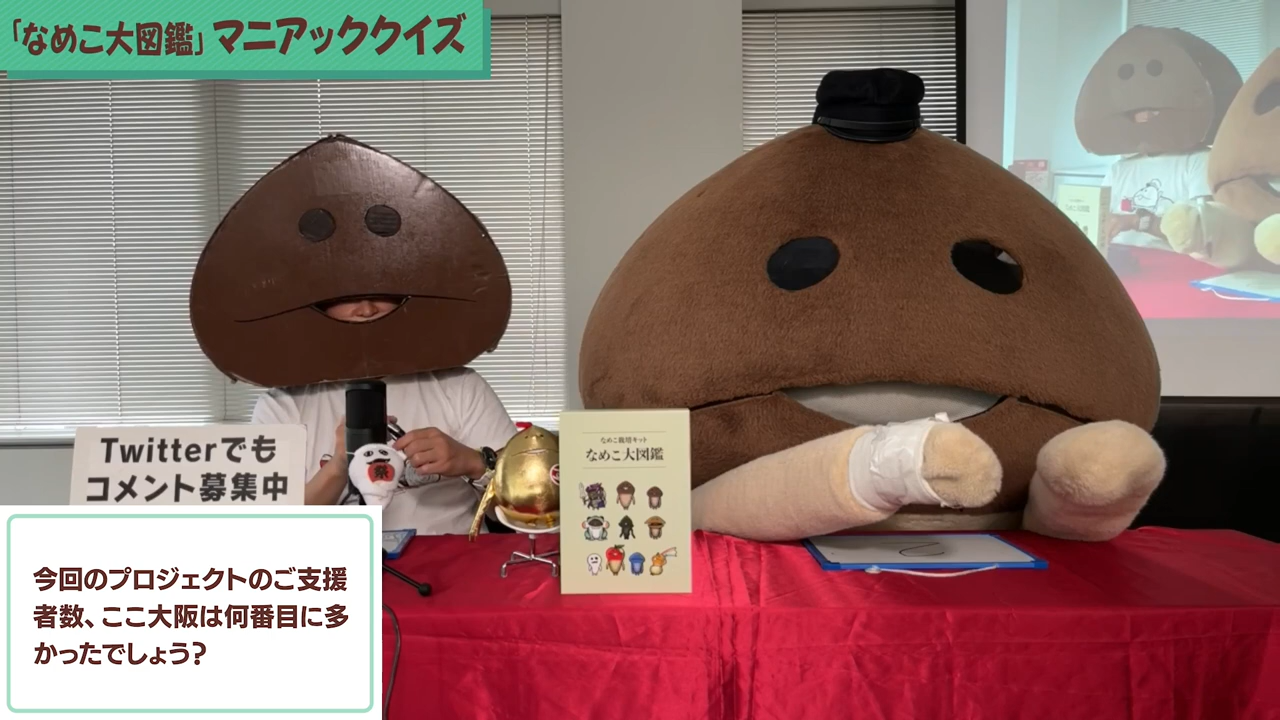 「なめこ大図鑑」マニアッククイズ
Twitterでも
コメント募集中
なめこ栽培キット
なめこ大図鑑
祭
今回のプロジェクトのご支援
者数、ここ大阪は何番目に多
かったでしょう?